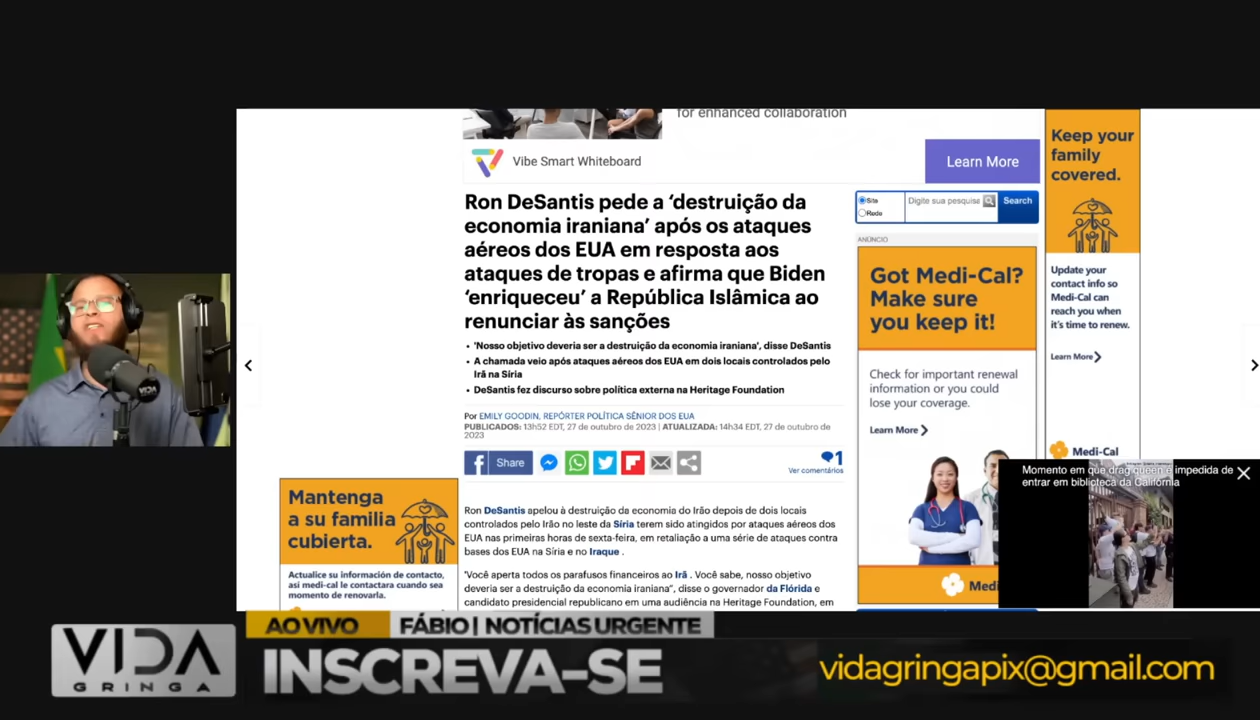 for enhanced collaboration
Vibe Smart Whiteboard
Learn More
Keep your
family
covered.
Update your
contact info so
Medi-Cal can
reach you when
it's time to renew.
Learn More
Medi-Cal
Ron DeSantis pede a ‘destruição da
economia iraniana’ após os ataques
aéreos dos EUA em resposta aos
ataques de tropas e afirma que Biden
‘enriqueceu’ a República Islâmica ao
renunciar às sanções
• 'Nosso objetivo deveria ser a destruição da economia iraniana', disse DeSantis
• A chamada veio após ataques aéreos dos EUA em dois locais controlados pelo
Irã na Síria
• DeSantis fez discurso sobre política externa na Heritage Foundation
Por EMILY GOODIN, REPÓRTER POLÍTICA SÊNIOR DOS EUA
PUBLICADOS: 13h52 EDT, 27 de outubro de 2023 | ATUALIZADA: 14h34 EDT, 27 de outubro de
2023
Share
1
Ver comentários
Ron DeSantis apelou à destruição da economia do Irão depois de dois locais
controlados pelo Irão no leste da Síria terem sido atingidos por ataques aéreos dos
EUA nas primeiras horas de sexta-feira, em retaliação a uma série de ataques contra
bases dos EUA na Síria e no Iraque .
'Você aperta todos os parafusos financeiros ao Irã . Você sabe, nosso objetivo
deveria ser a destruição da economia iraniana”, disse o governador da Flórida e
candidato presidencial republicano em uma audiência na Heritage Foundation, em
Site
Rede
Digite sua pesquise
Search
ANÚNCIO
Got Medi-Cal?
Make sure
you keep it!
Check for important renewal
information or you could
lose your coverage.
Learn More
Medi
Momento em que drag queen é impedida de
entrar em biblioteca da Califórnia
Mantenga
a su familia
cubierta.
Actualice su información de contacto,
así medi-cal le contactara cuando sea
momento de renovarla.
VIDA
GRINGA
AO VIVO
FÁBIO | NOTÍCIAS URGENTE
INSCREVA-SE
vidagringapix@gmail.com